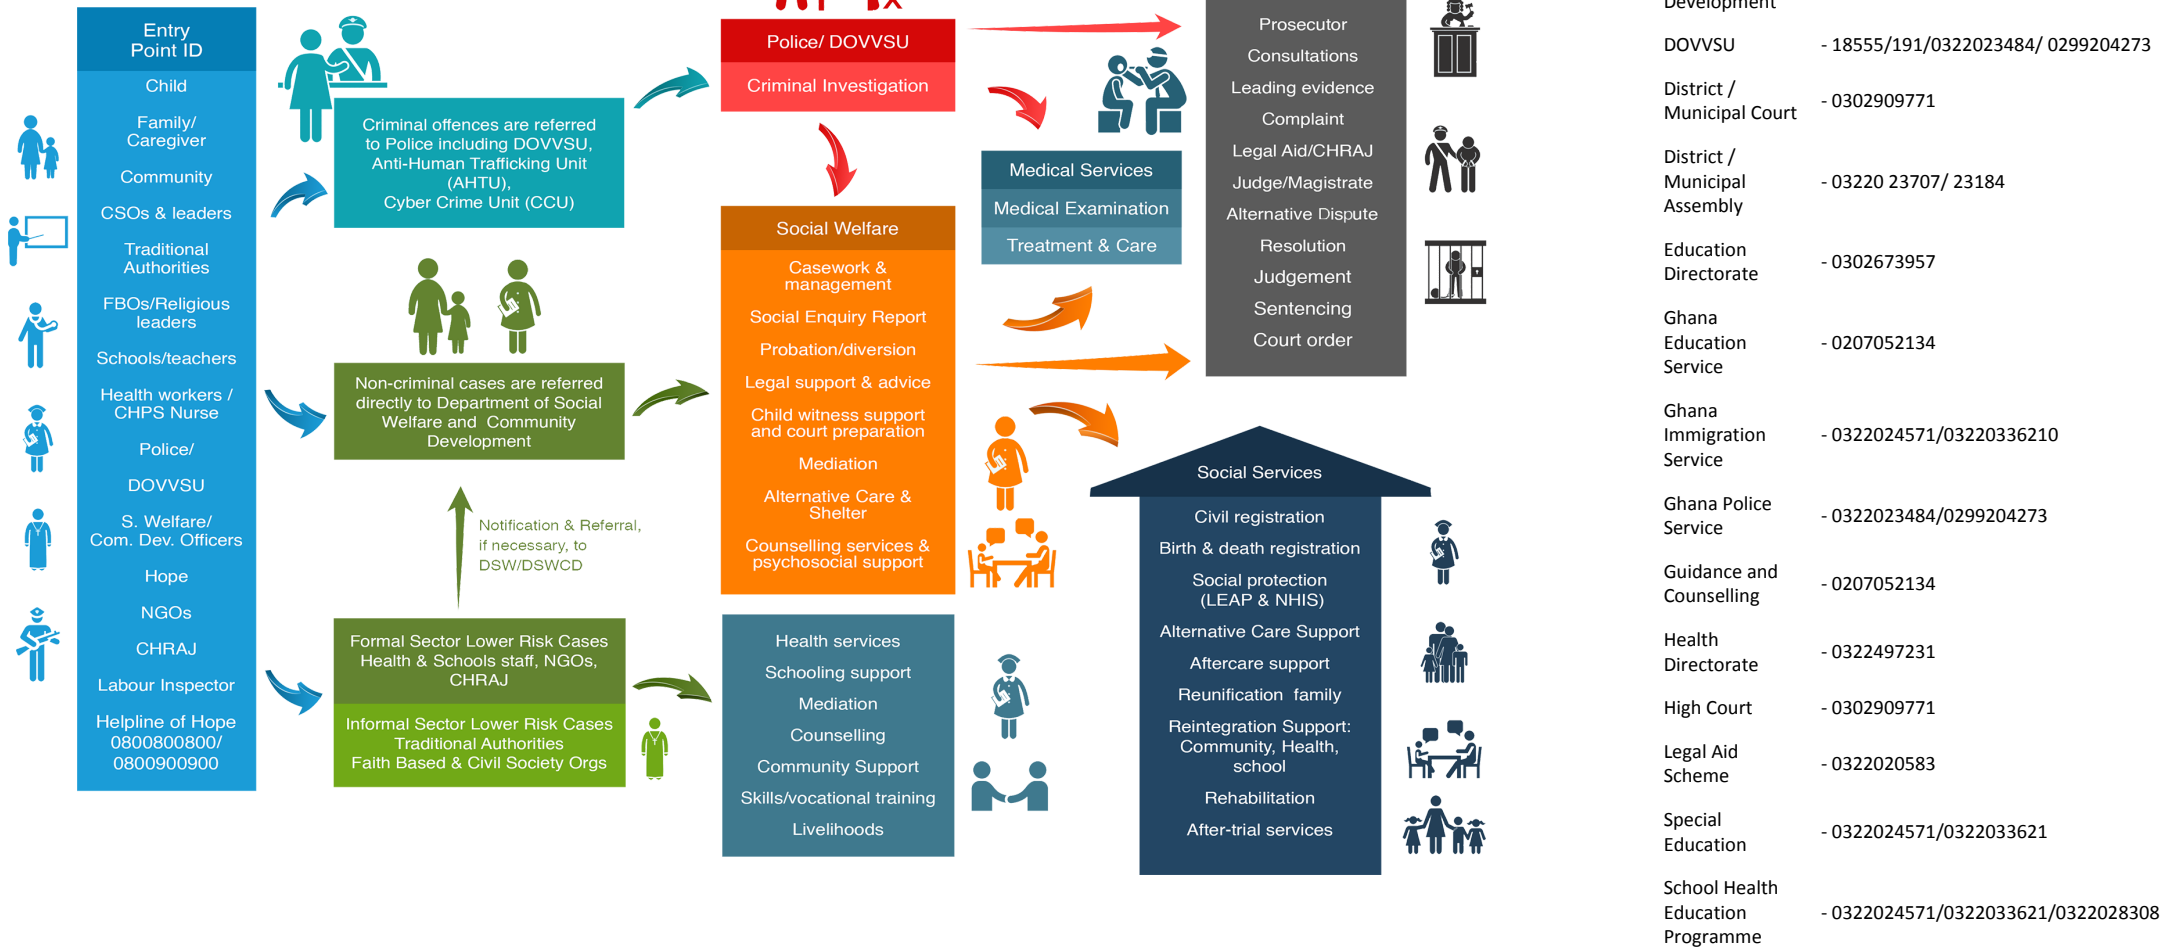 Entry
Point ID
Child
Family/
Caregiver
Community
CSOs & leaders
Traditional
Authorities
FBOs/Religious
leaders
Schools/teachers
Health workers /
CHPS Nurse
Police/
DOVVSU
S. Welfare/
Com. Dev. Officers
Hope
NGOs
CHRAJ
Labour Inspector
Helpline of Hope
0800800800/
0800900900
Criminal offences are referred
to Police including DOVVSU,
Anti-Human Trafficking Unit
(AHTU),
Cyber Crime Unit (CCU)
Non-criminal cases are referred
directly to Department of Social
Welfare and Community
Development
Notification & Referral,
if necessary, to
DSW/DSWCD
Formal Sector Lower Risk Cases
Health & Schools staff, NGOs,
CHRAJ
Informal Sector Lower Risk Cases
Traditional Authorities
Faith Based & Civil Society Orgs
Police/ DOVVSU
Criminal Investigation
Social Welfare
Casework &
management
Social Enquiry Report
Probation/diversion
Legal support & advice
Child witness support
and court preparation
Mediation
Alternative Care &
Shelter
Counselling services &
psychosocial support
Health services
Schooling support
Mediation
Counselling
Community Support
Skills/vocational training
Livelihoods
Medical Services
Medical Examination
Treatment & Care
Prosecutor
Consultations
Leading evidence
Complaint
Legal Aid/CHRAJ
Judge/Magistrate
Alternative Dispute
Resolution
Judgement
Sentencing
Court order
Social Services
Civil registration
Birth & death registration
Social protection
(LEAP & NHIS)
Alternative Care Support
Aftercare support
Reunification family
Reintegration Support:
Community, Health,
school
Rehabilitation
After-trial services
Development
DOVVSU - 18555/191/0322023484/ 0299204273
District /
Municipal Court - 0302909771
District /
Municipal - 03220 23707/ 23184
Assembly
Education
Directorate - 0302673957
Ghana
Education - 0207052134
Service
Ghana
Immigration - 0322024571/03220336210
Service
Ghana Police
Service - 0322023484/0299204273
Guidance and
Counselling - 0207052134
Health
Directorate - 0322497231
High Court - 0302909771
Legal Aid
Scheme - 0322020583
Special
Education - 0322024571/0322033621
School Health
Education - 0322024571/0322033621/0322028308
Programme